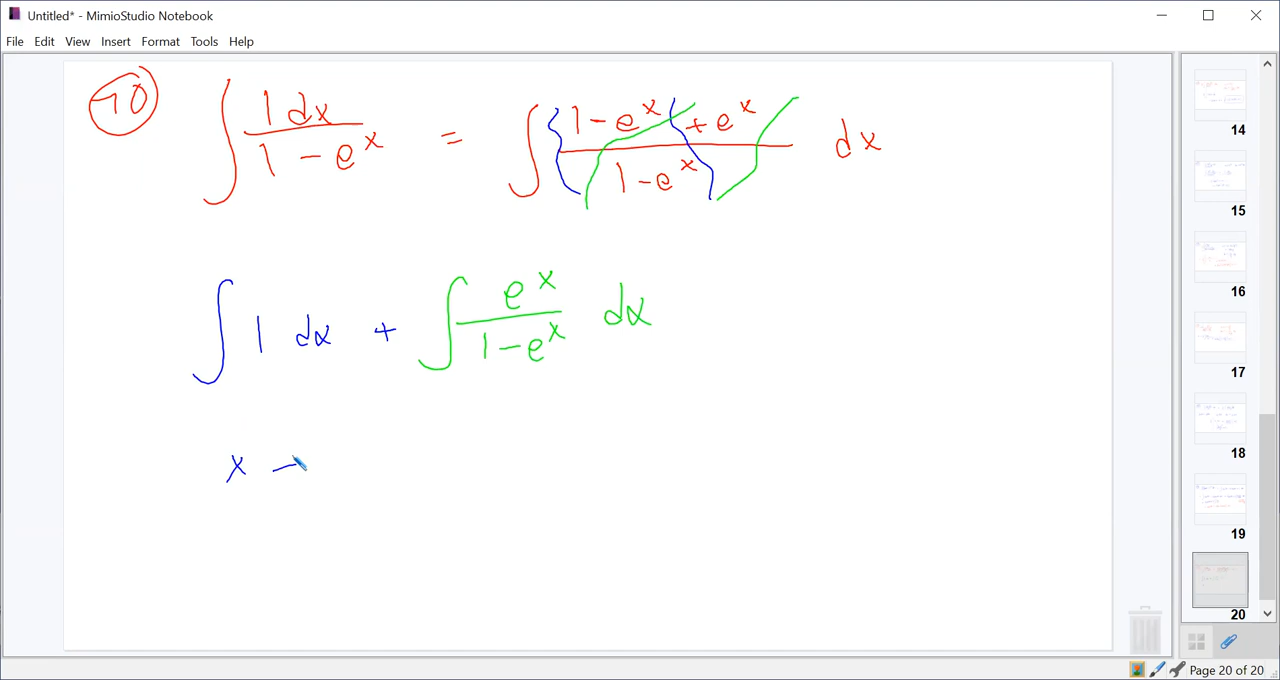 Untitled* - MimioStudio Notebook
File Edit View Insert Format Tools Help
70 ∫ 1 dx / (1 - e^x) = ∫ (1 - e^x + e^x) / (1 - e^x) dx
∫ 1 dx + ∫ e^x / (1 - e^x) dx
x -
14
15
16
17
18
19
20
Page 20 of 20